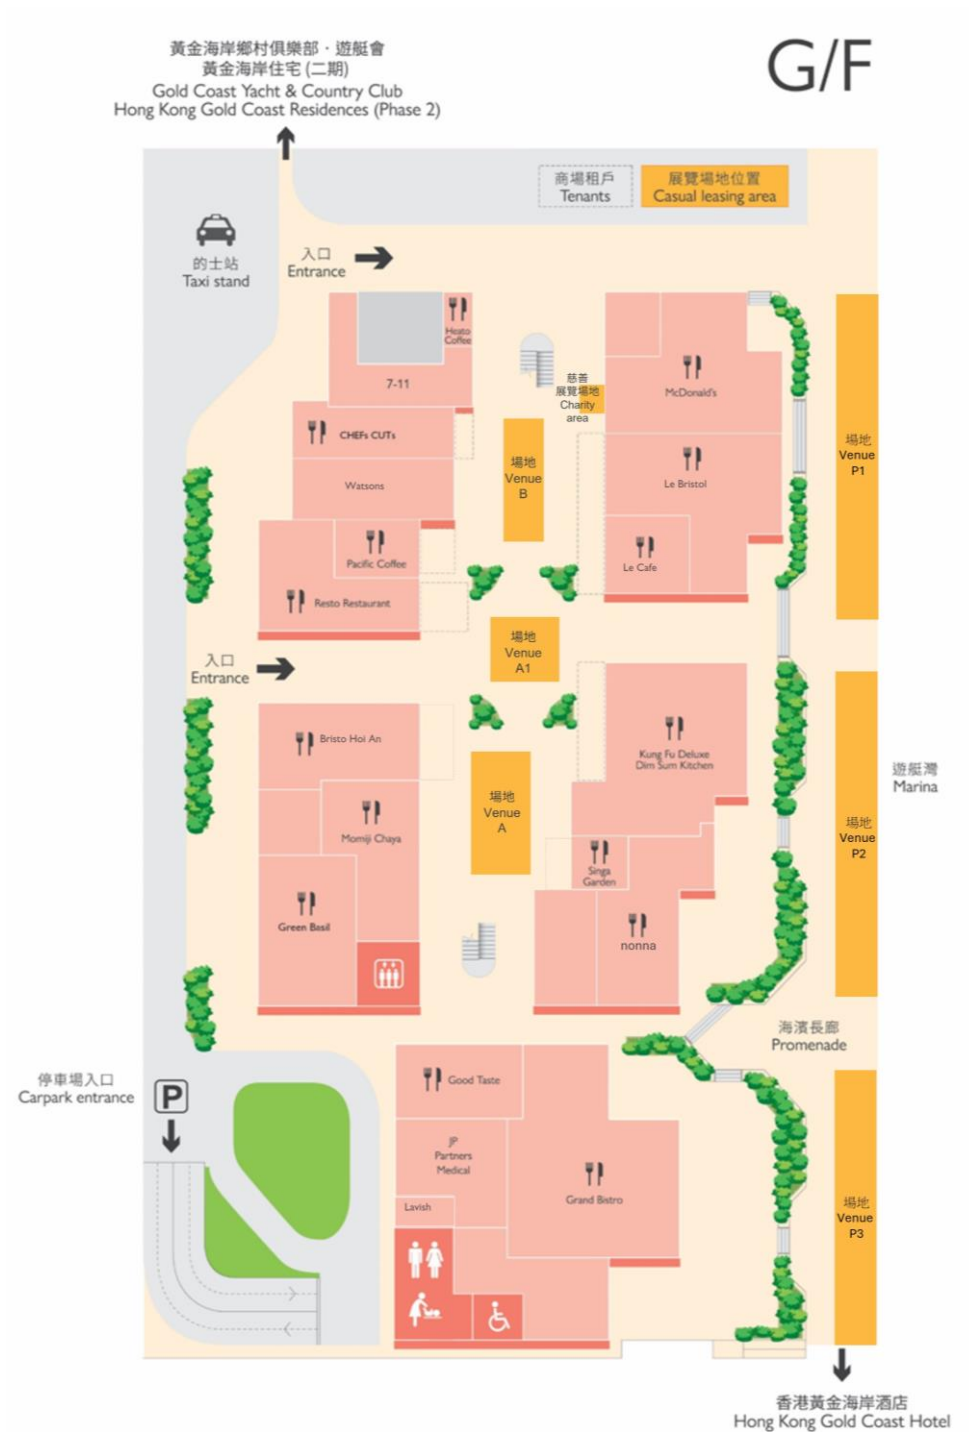 黃金海岸鄉村俱樂部．遊艇會
黃金海岸住宅 (二期)
Gold Coast Yacht & Country Club
Hong Kong Gold Coast Residences (Phase 2)
G/F
商場租戶
Tenants
展覽場地位置
Casual leasing area
的士站
Taxi stand
入口
Entrance
Heato
Coffee
7-11
慈善
展覽場地
Charity
area
McDonald's
CHEFs CUTs
場地
Venue
B
場地
Venue
P1
Watsons
Le Bristol
Pacific Coffee
Le Cafe
Resto Restaurant
場地
Venue
A1
入口
Entrance
Bristo Hoi An
Kung Fu Deluxe
Dim Sum Kitchen
遊艇灣
Marina
場地
Venue
A
Momiji Chaya
場地
Venue
P2
Singa
Garden
Green Basil
nonna
海濱長廊
Promenade
停車場入口
Carpark entrance
P
Good Taste
JP
Partners
Medical
Grand Bistro
Lavish
場地
Venue
P3
香港黃金海岸酒店
Hong Kong Gold Coast Hotel